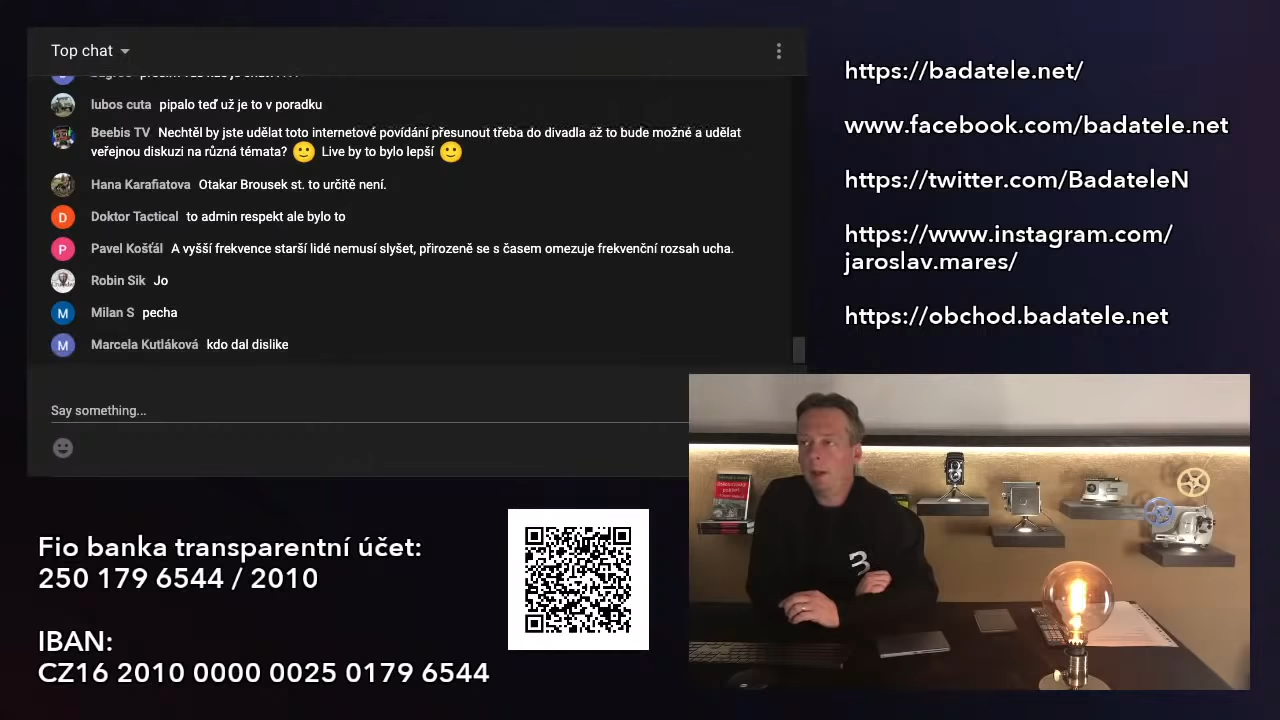 Top chat
lubos cuta pipalo teď už je to v poradku
Beebis TV Nechtěl by jste udělat toto internetové povídání přesunout třeba do divadla až to bude možné a udělat
veřejnou diskuzi na různá témata? 🙂 Live by to bylo lepší 🙂
Hana Karafiatova Otakar Brousek st. to určitě není.
D Doktor Tactical to admin respekt ale bylo to
P Pavel Košťál A vyšší frekvence starší lidé nemusí slyšet, přirozeně se s časem omezuje frekvenční rozsah ucha.
Robin Sik Jo
M Milan S pecha
M Marcela Kutláková kdo dal dislike
Say something...
https://badatele.net/
www.facebook.com/badatele.net
https://twitter.com/BadateleN
https://www.instagram.com/
jaroslav.mares/
https://obchod.badatele.net
Fio banka transparentní účet:
250 179 6544 / 2010
IBAN:
CZ16 2010 0000 0025 0179 6544